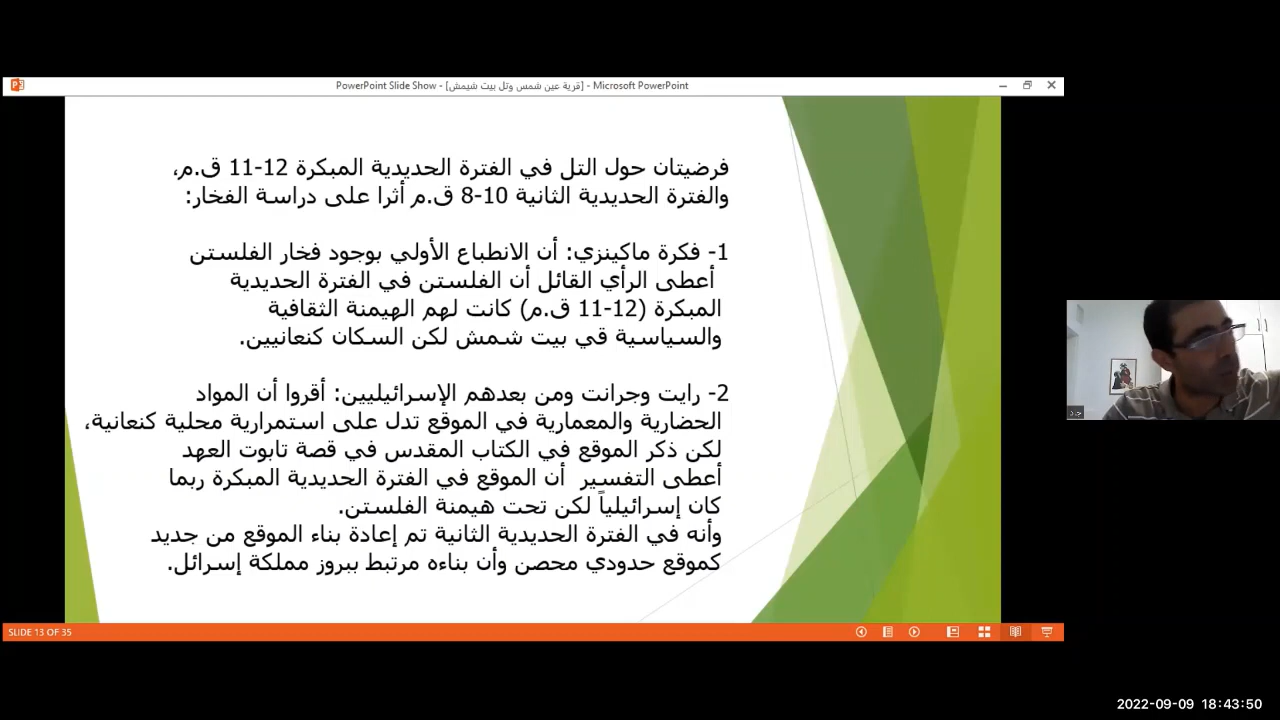 PowerPoint Slide Show - [قرية عين شمس وتل بيت شيمش] - Microsoft PowerPoint
فرضيتان حول التل في الفترة الحديدية المبكرة 12-11 ق.م،
والفترة الحديدية الثانية 10-8 ق.م أثرا على دراسة الفخار:
1- فكرة ماكينزي: أن الانطباع الأولي بوجود فخار الفلستن
أعطى الرأي القائل أن الفلستن في الفترة الحديدية
المبكرة (12-11 ق.م) كانت لهم الهيمنة الثقافية
والسياسية قي بيت شمش لكن السكان كنعانيين.
2- رايت وجرانت ومن بعدهم الإسرائيليين: أقروا أن المواد
الحضارية والمعمارية في الموقع تدل على استمرارية محلية كنعانية،
لكن ذكر الموقع في الكتاب المقدس في قصة تابوت العهد
أعطى التفسير أن الموقع في الفترة الحديدية المبكرة ربما
كان إسرائيلياً لكن تحت هيمنة الفلستن.
وأنه في الفترة الحديدية الثانية تم إعادة بناء الموقع من جديد
كموقع حدودي محصن وأن بناءه مرتبط ببروز مملكة إسرائل.
SLIDE 13 OF 35
2022-09-09 18:43:50